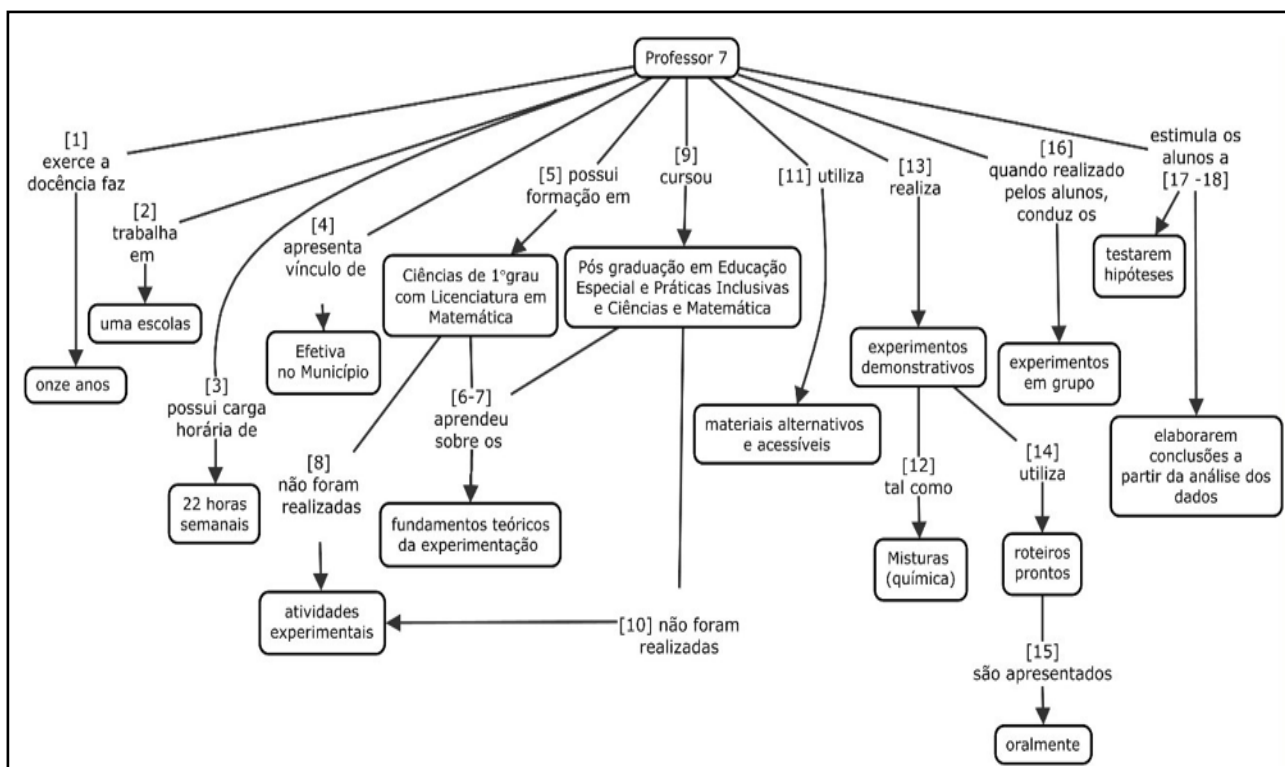 Professor 7
[1]
exerce a
docência faz
onze anos
[2]
trabalha
em
uma escolas
[3]
possui carga
horária de
22 horas
semanais
[4]
apresenta
vínculo de
Efetiva
no Município
[5] possui
formação em
Ciências de 1°grau
com Licenciatura em
Matemática
[6-7]
aprendeu
sobre os
fundamentos teóricos
da experimentação
[8]
não foram
realizadas
atividades
experimentais
[9]
cursou
Pós graduação em Educação
Especial e Práticas Inclusivas
e Ciências e Matemática
[10] não foram
realizadas
[11] utiliza
materiais alternativos
e acessíveis
[13]
realiza
experimentos
demonstrativos
[12]
tal como
Misturas
(química)
[14]
utiliza
roteiros
prontos
[15]
são apresentados
oralmente
[16]
quando realizado
pelos alunos,
conduz os
experimentos
em grupo
estimula os
alunos a
[17 -18]
testarem
hipóteses
elaborarem
conclusões a
partir da análise dos
dados